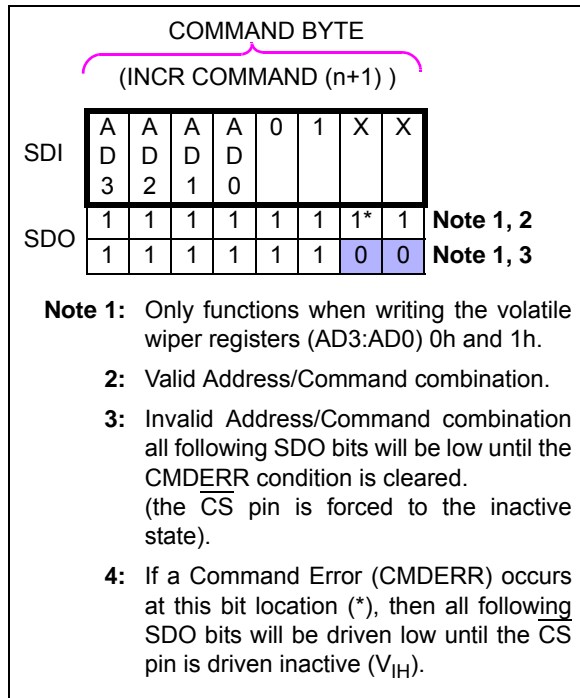 COMMAND BYTE
(INCR COMMAND (n+1) )
SDI
A A A A 0 1 X X
D D D D
3 2 1 0
SDO
1 1 1 1 1 1 1* 1 Note 1, 2
1 1 1 1 1 1 0 0 Note 1, 3
Note 1: Only functions when writing the volatile
wiper registers (AD3:AD0) 0h and 1h.
2: Valid Address/Command combination.
3: Invalid Address/Command combination
all following SDO bits will be low until the
CMDERR condition is cleared.
(the C̅S̅ pin is forced to the inactive
state).
4: If a Command Error (CMDERR) occurs
at this bit location (*), then all following
SDO bits will be driven low until the C̅S̅
pin is driven inactive (VIH).